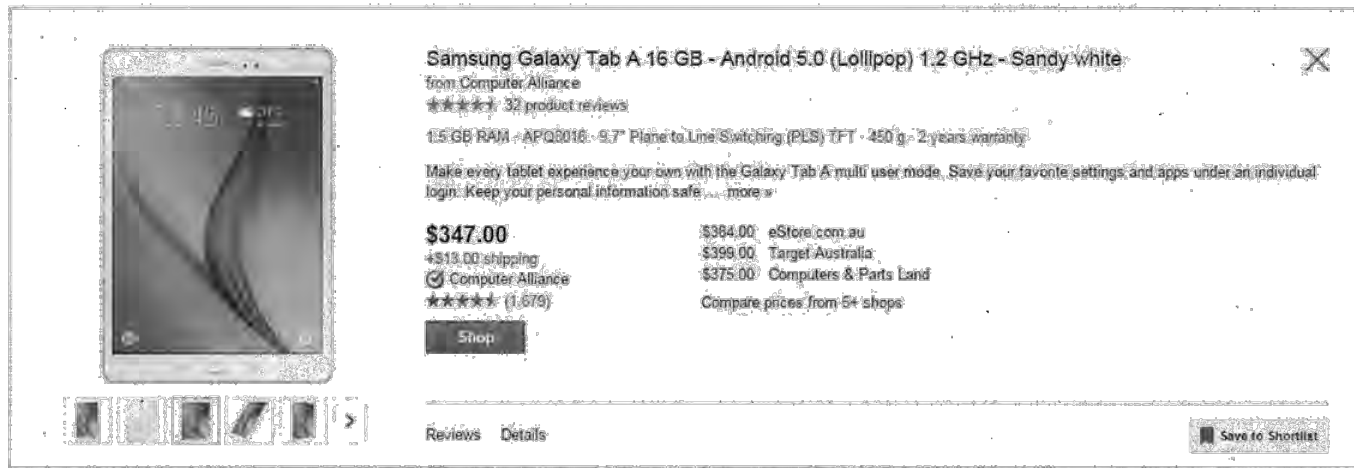 Samsung Galaxy Tab A 16 GB - Android 5.0 (Lollipop) 1.2 GHz - Sandy white
from Computer Alliance
32 product reviews
1.5 GB RAM - APQ8016 - 9.7" Plane to Line Switching (PLS) TFT - 450 g - 2 years warranty
Make every tablet experience your own with the Galaxy Tab A multi user mode. Save your favorite settings and apps under an individual
login. Keep your personal information safe ... more »
$347.00
+$13.00 shipping
Computer Alliance
(1,679)
Shop
$364.00 eStore.com.au
$399.00 Target Australia
$375.00 Computers & Parts Land
Compare prices from 5+ shops
Reviews Details
Save to Shortlist